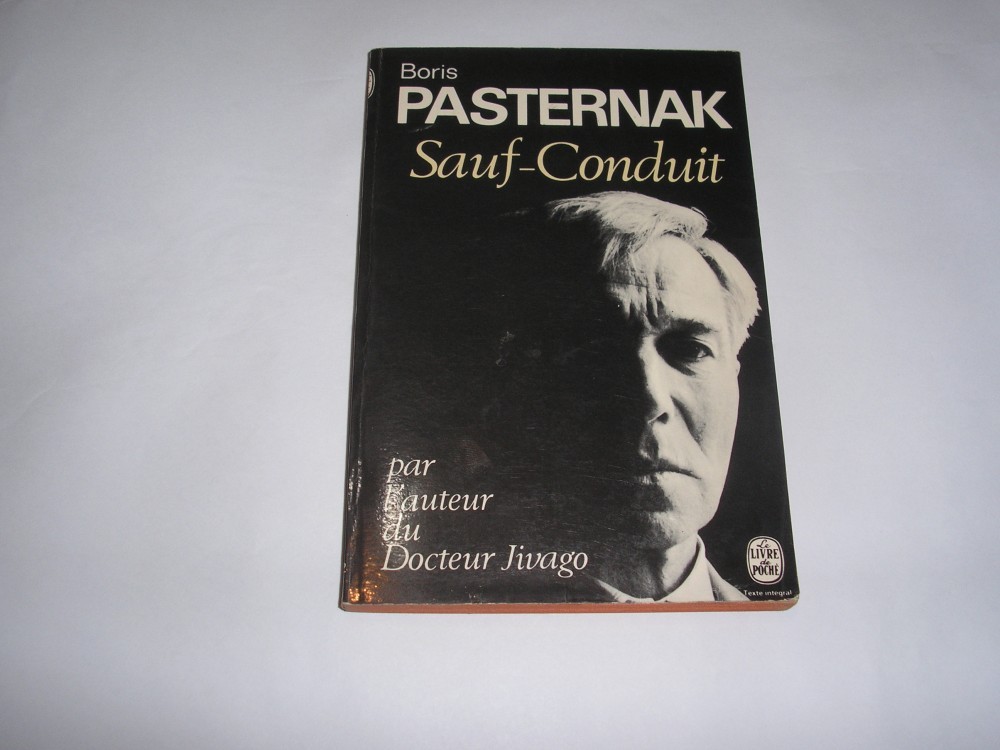 Boris
PASTERNAK
Sauf-Conduit
par
l'auteur
du
Docteur Jivago
Le
LIVRE
de
POCHE
Texte intégral